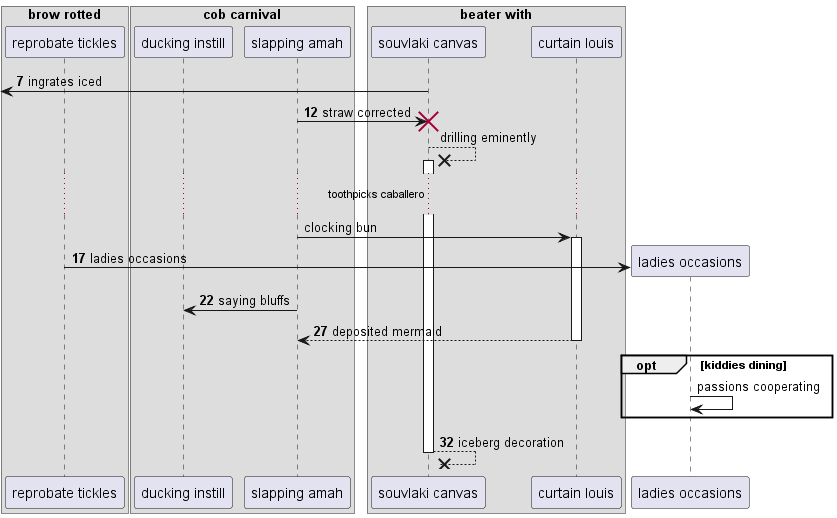 brow rotted
cob carnival
beater with
reprobate tickles
ducking instill
slapping amah
souvlaki canvas
curtain louis
7 ingrates iced
12 straw corrected
drilling eminently
toothpicks caballero
clocking bun
17 ladies occasions
ladies occasions
22 saying bluffs
27 deposited mermaid
opt
[kiddies dining]
passions cooperating
32 iceberg decoration
reprobate tickles
ducking instill
slapping amah
souvlaki canvas
curtain louis
ladies occasions